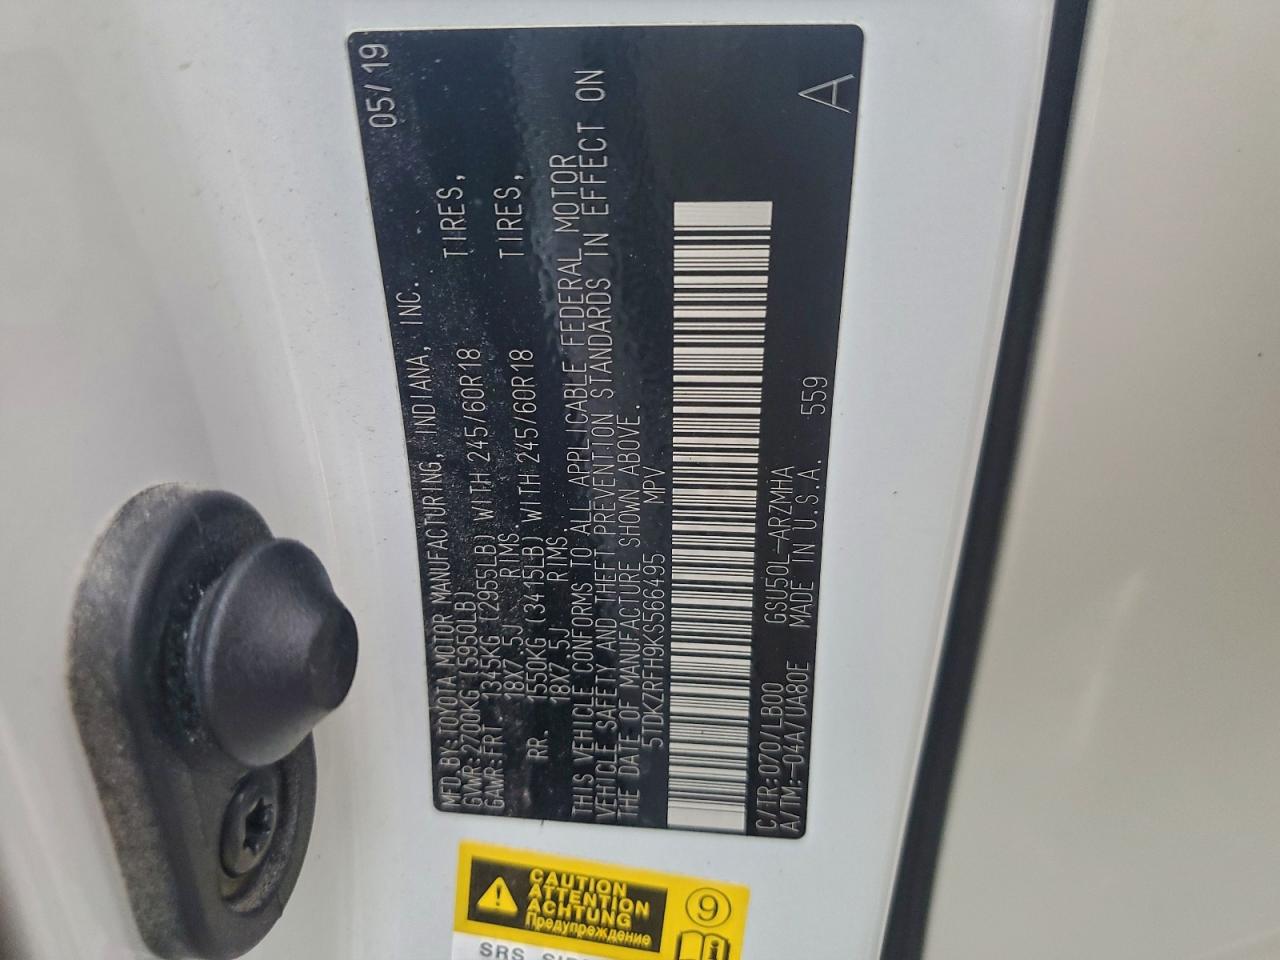 MFD.BY:TOYOTA MOTOR MANUFACTURING, INDIANA, INC. 05/19
GVWR:2700KG(5950LB)
GAWR:FRT 1345KG (2955LB) WITH 245/60R18 TIRES,
18X7.5J RIMS.
RR. 1550KG (3415LB) WITH 245/60R18 TIRES,
18X7.5J RIMS.
THIS VEHICLE CONFORMS TO ALL APPLICABLE FEDERAL MOTOR
VEHICLE SAFETY AND THEFT PREVENTION STANDARDS IN EFFECT ON
THE DATE OF MANUFACTURE SHOWN ABOVE.
5TDKZRFH9KS566495 MPV
C/TR:070/LB00 GSU50L-ARZMHA
A/TM:-04A/UA80E MADE IN U.S.A. 559 A
CAUTION
ATTENTION
ACHTUNG
Предупреждение
9
SRS